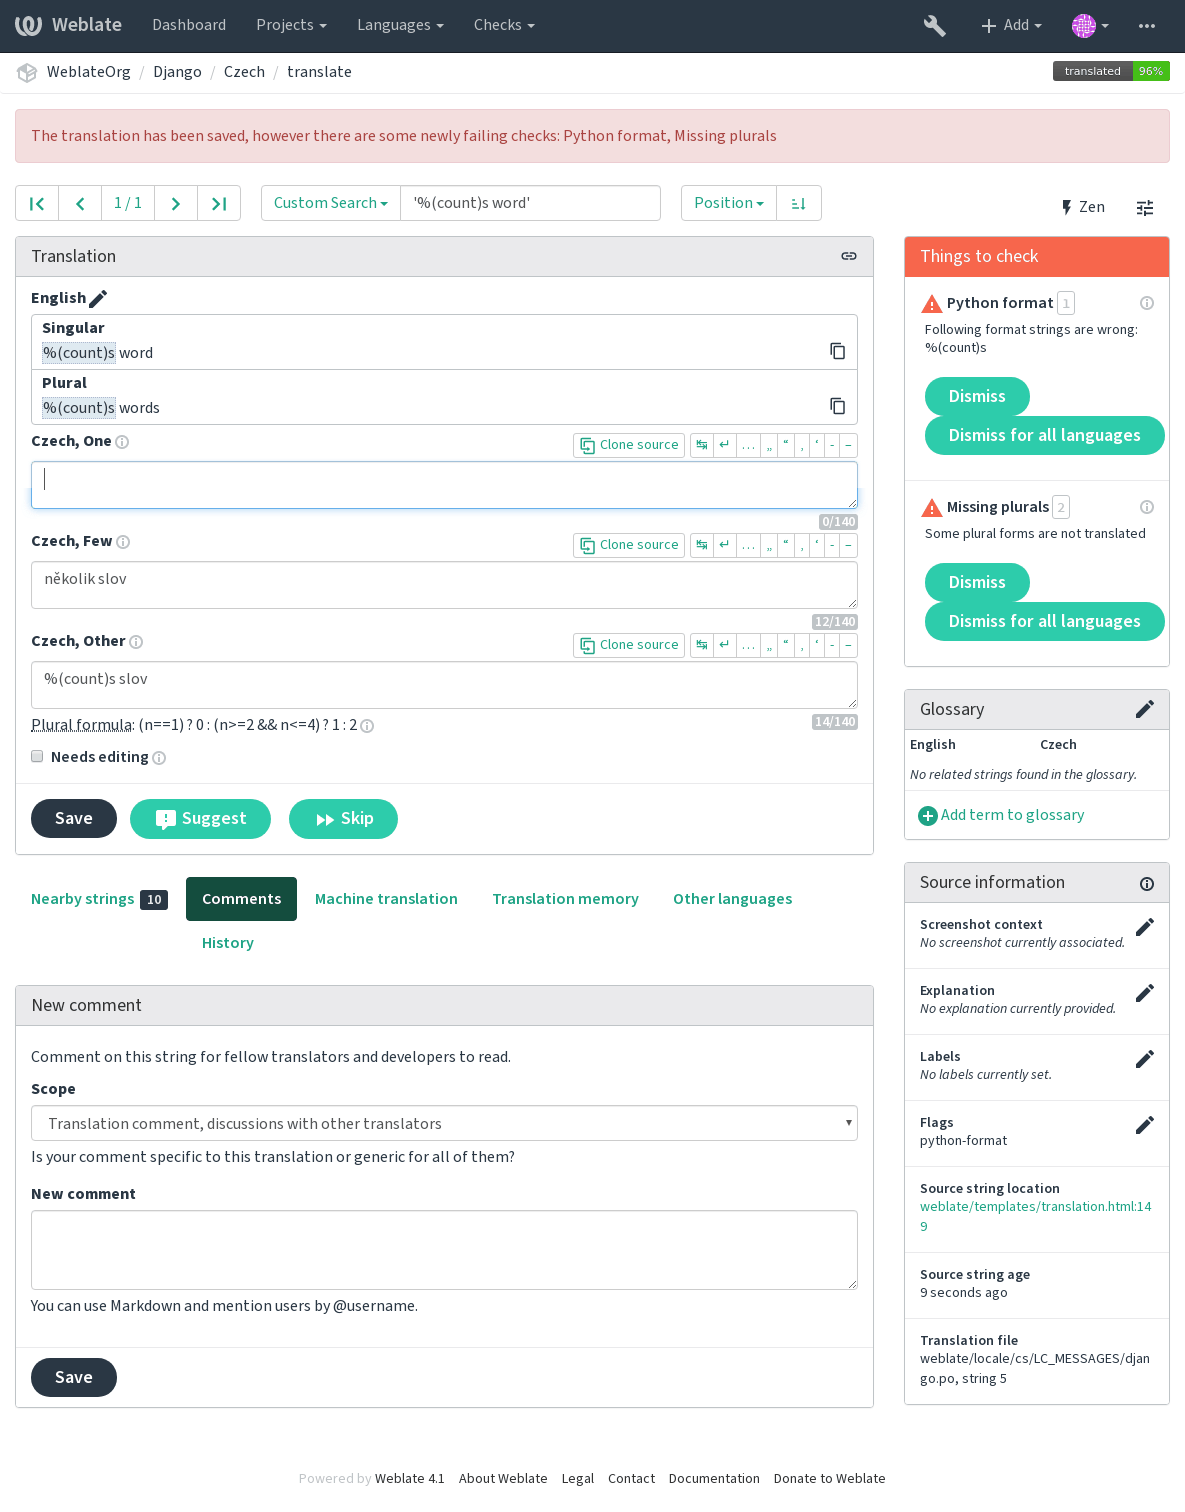 Weblate Dashboard Projects Languages Checks Add
WeblateOrg / Django / Czech / translate translated 96%
The translation has been saved, however there are some newly failing checks: Python format, Missing plurals
1 / 1 Custom Search '%(count)s word' Position Zen
Translation
English
Singular
%(count)s word
Plural
%(count)s words
Czech, One Clone source ↹ ↵ … „ “ ‚ ‘ - –
0/140
Czech, Few Clone source ↹ ↵ … „ “ ‚ ‘ - –
několik slov
12/140
Czech, Other Clone source ↹ ↵ … „ “ ‚ ‘ - –
%(count)s slov
Plural formula: (n==1) ? 0 : (n>=2 && n<=4) ? 1 : 2 14/140
Needs editing
Save Suggest Skip
Nearby strings 10 Comments Machine translation Translation memory Other languages
History
New comment
Comment on this string for fellow translators and developers to read.
Scope
Translation comment, discussions with other translators
Is your comment specific to this translation or generic for all of them?
New comment
You can use Markdown and mention users by @username.
Save
Things to check
Python format 1
Following format strings are wrong:
%(count)s
Dismiss
Dismiss for all languages
Missing plurals 2
Some plural forms are not translated
Dismiss
Dismiss for all languages
Glossary
English Czech
No related strings found in the glossary.
Add term to glossary
Source information
Screenshot context
No screenshot currently associated.
Explanation
No explanation currently provided.
Labels
No labels currently set.
Flags
python-format
Source string location
weblate/templates/translation.html:14
9
Source string age
9 seconds ago
Translation file
weblate/locale/cs/LC_MESSAGES/djan
go.po, string 5
Powered by Weblate 4.1 About Weblate Legal Contact Documentation Donate to Weblate